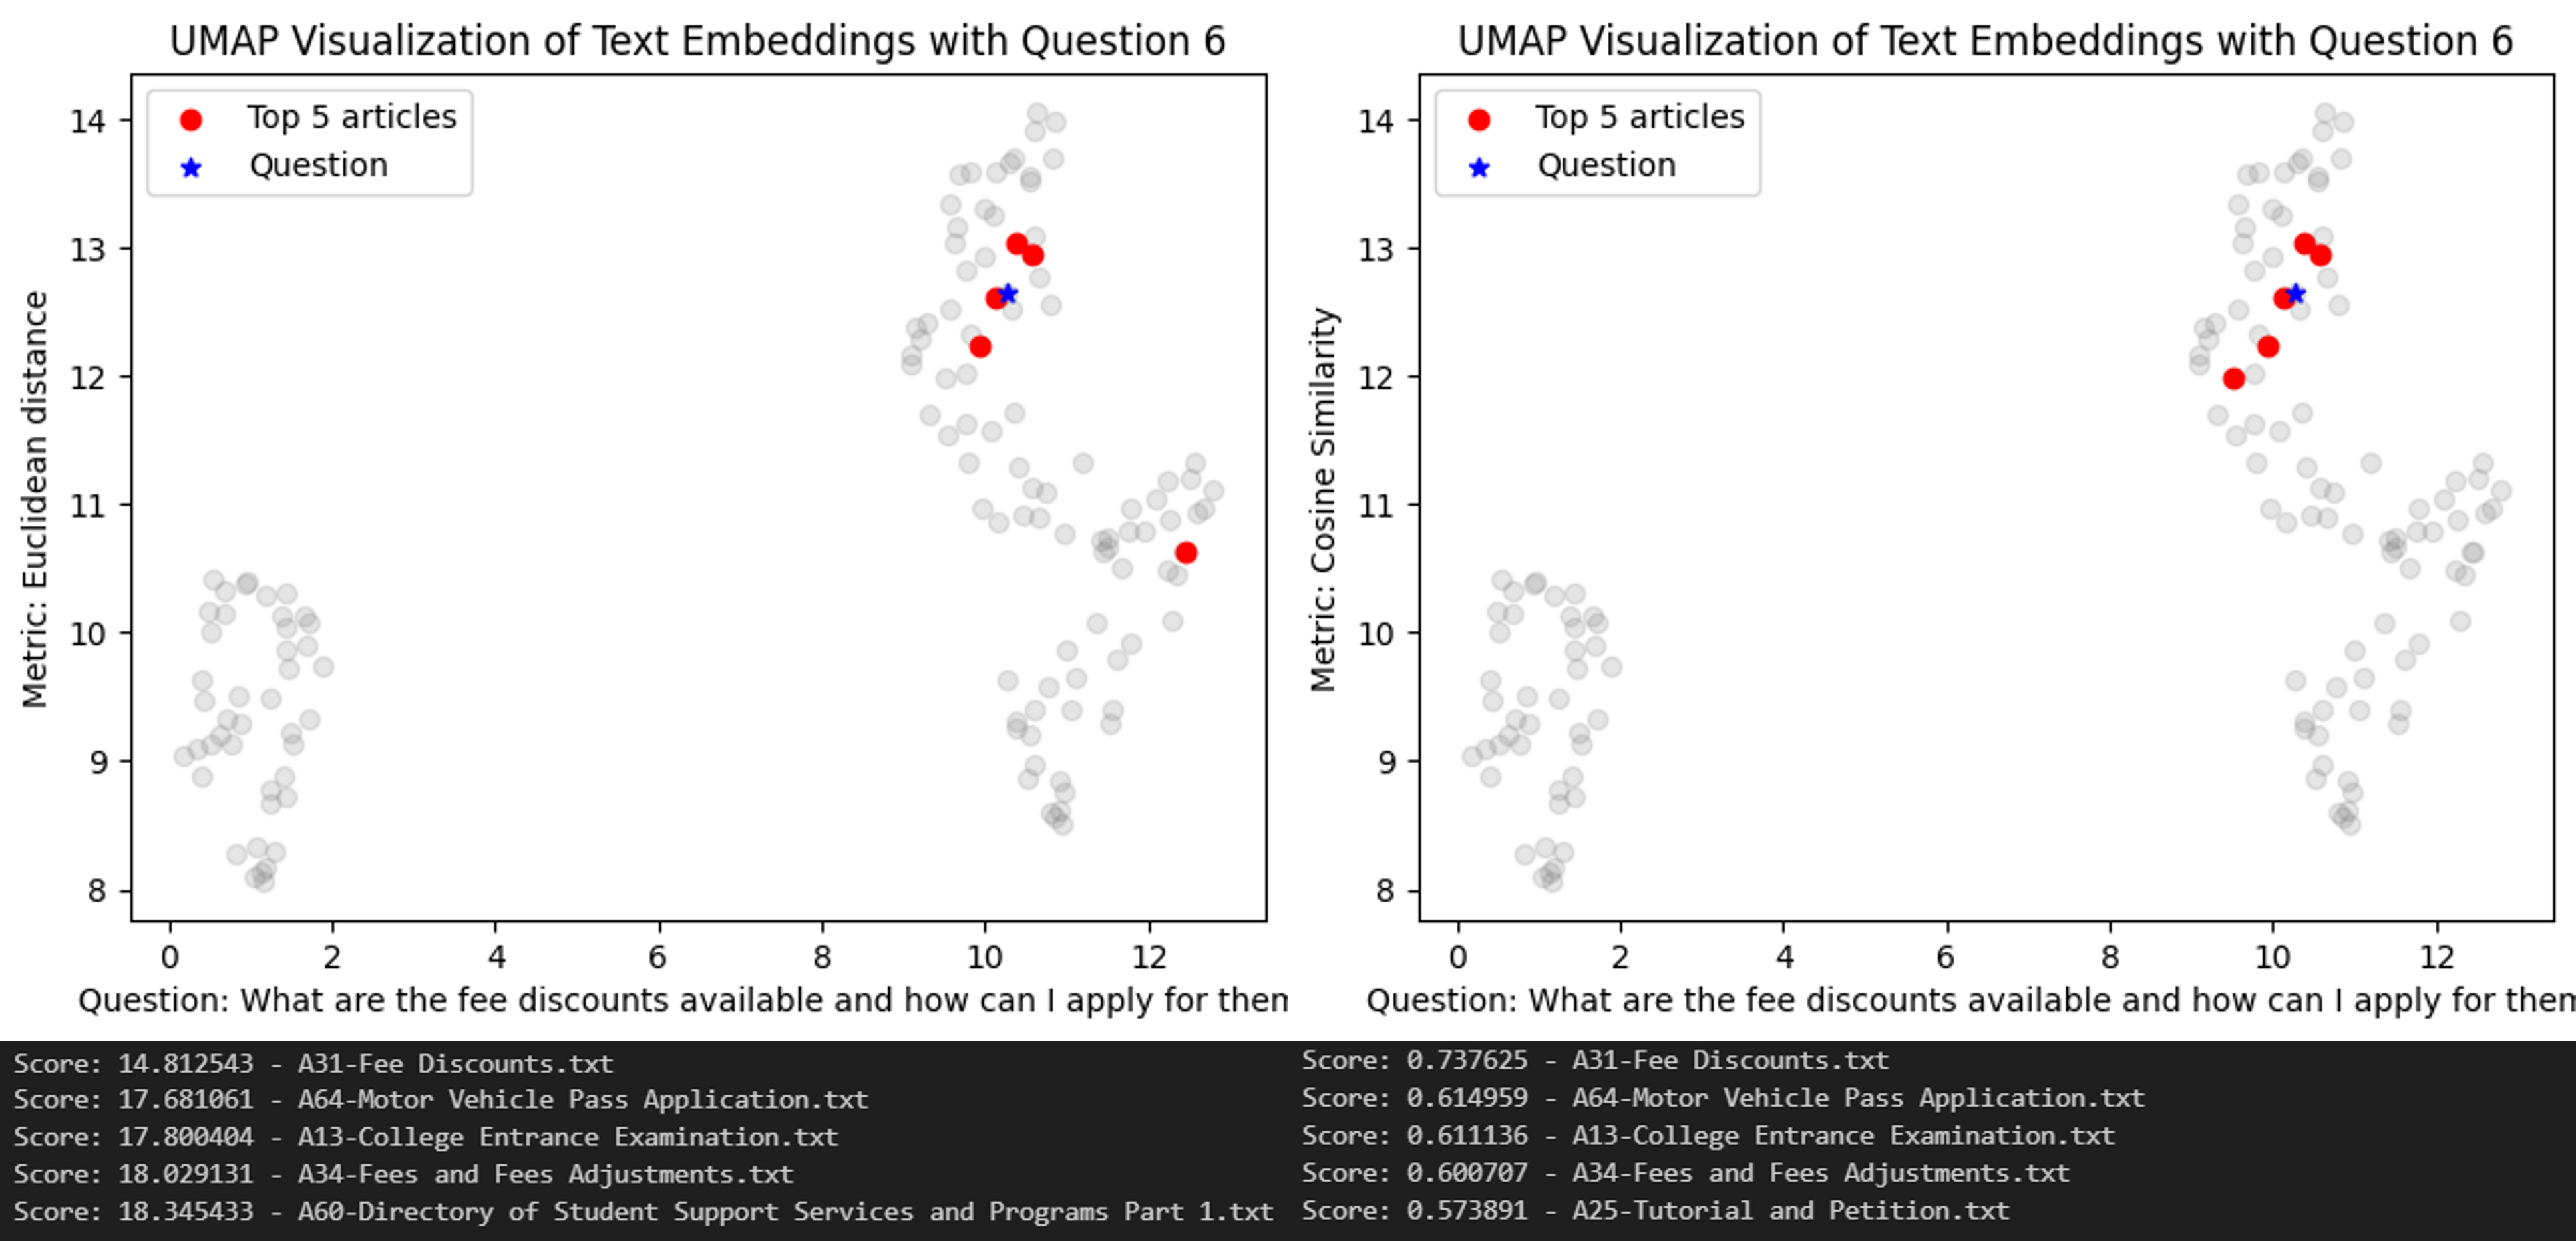 UMAP Visualization of Text Embeddings with Question 6
Top 5 articles
Question
14
13
12
11
10
9
8
Metric: Euclidean distance
0 2 4 6 8 10 12
Question: What are the fee discounts available and how can I apply for then
Score: 14.812543 - A31-Fee Discounts.txt
Score: 17.681061 - A64-Motor Vehicle Pass Application.txt
Score: 17.800404 - A13-College Entrance Examination.txt
Score: 18.029131 - A34-Fees and Fees Adjustments.txt
Score: 18.345433 - A60-Directory of Student Support Services and Programs Part 1.txt
UMAP Visualization of Text Embeddings with Question 6
Top 5 articles
Question
14
13
12
11
10
9
8
Metric: Cosine Similarity
0 2 4 6 8 10 12
Question: What are the fee discounts available and how can I apply for then
Score: 0.737625 - A31-Fee Discounts.txt
Score: 0.614959 - A64-Motor Vehicle Pass Application.txt
Score: 0.611136 - A13-College Entrance Examination.txt
Score: 0.600707 - A34-Fees and Fees Adjustments.txt
Score: 0.573891 - A25-Tutorial and Petition.txt